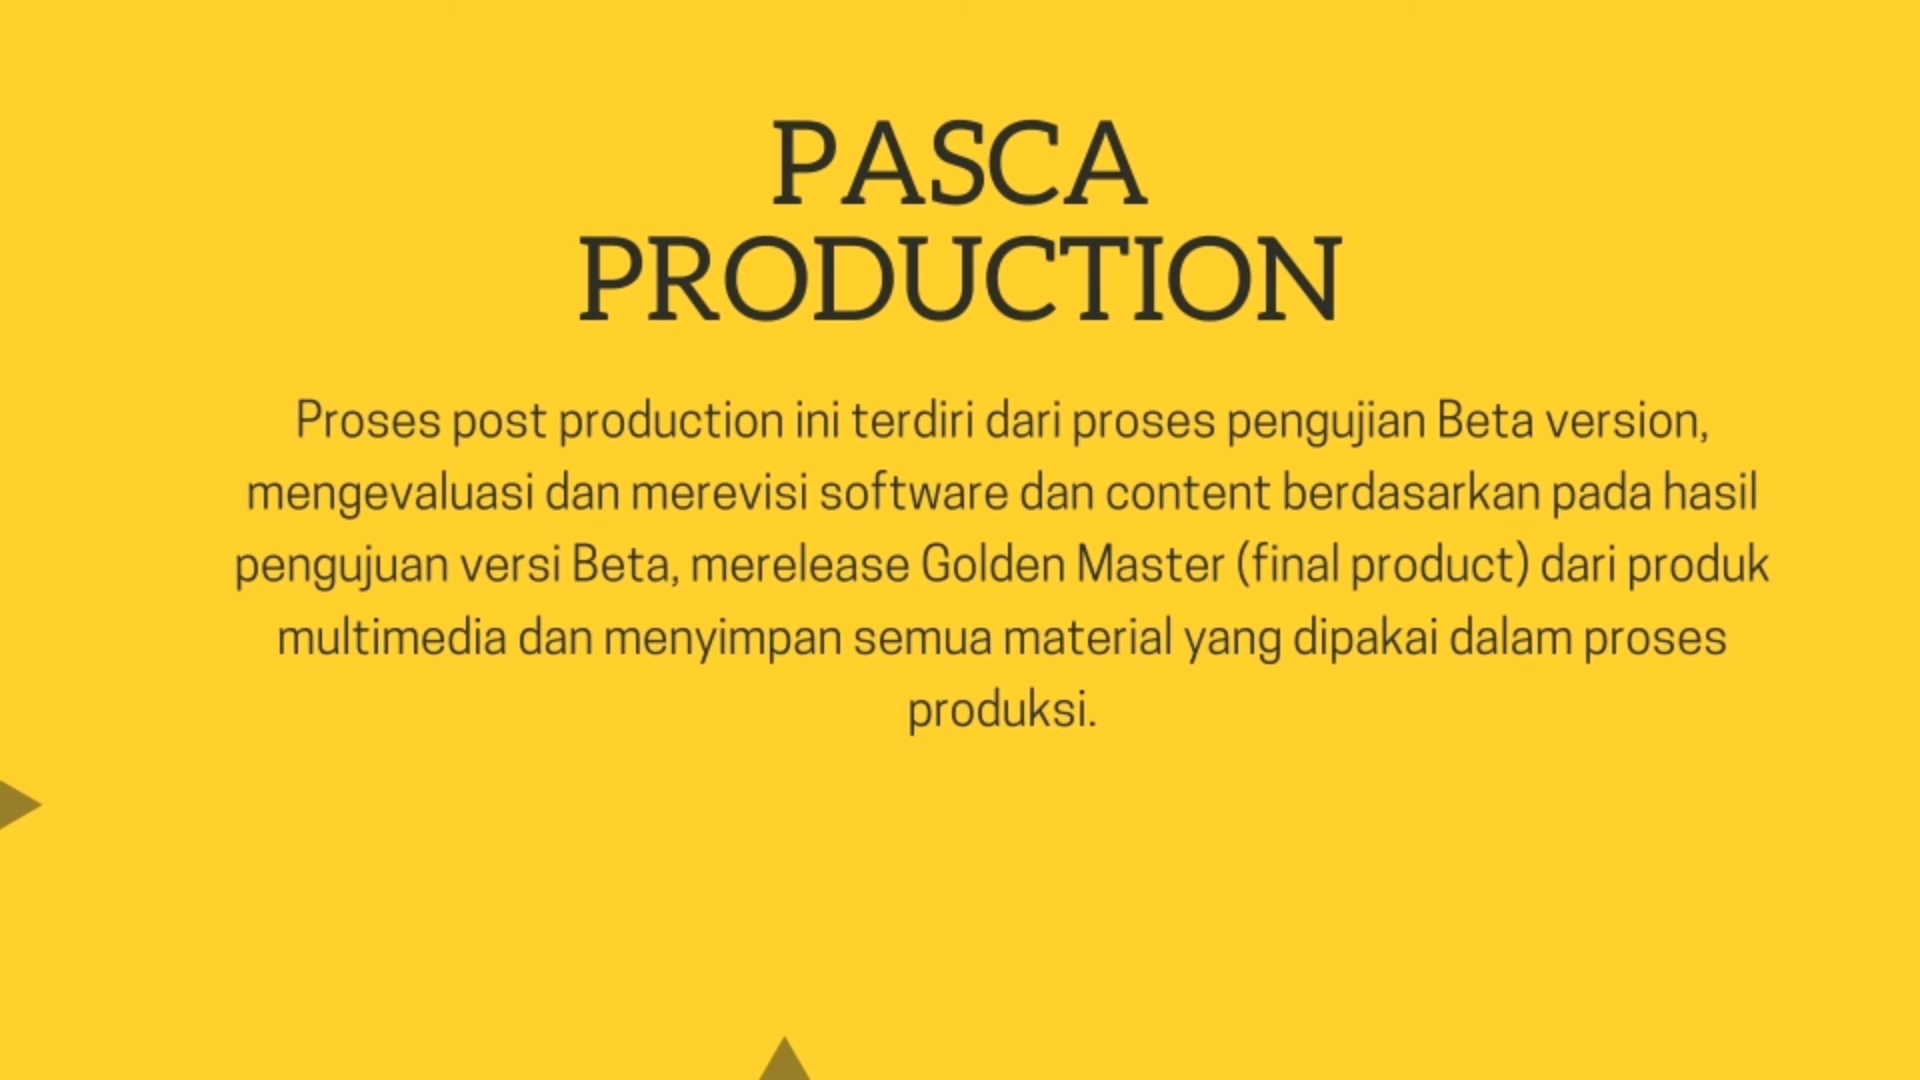 PASCA
PRODUCTION
Proses post production ini terdiri dari proses pengujian Beta version,
mengevaluasi dan merevisi software dan content berdasarkan pada hasil
pengujuan versi Beta, merelease Golden Master (final product) dari produk
multimedia dan menyimpan semua material yang dipakai dalam proses
produksi.